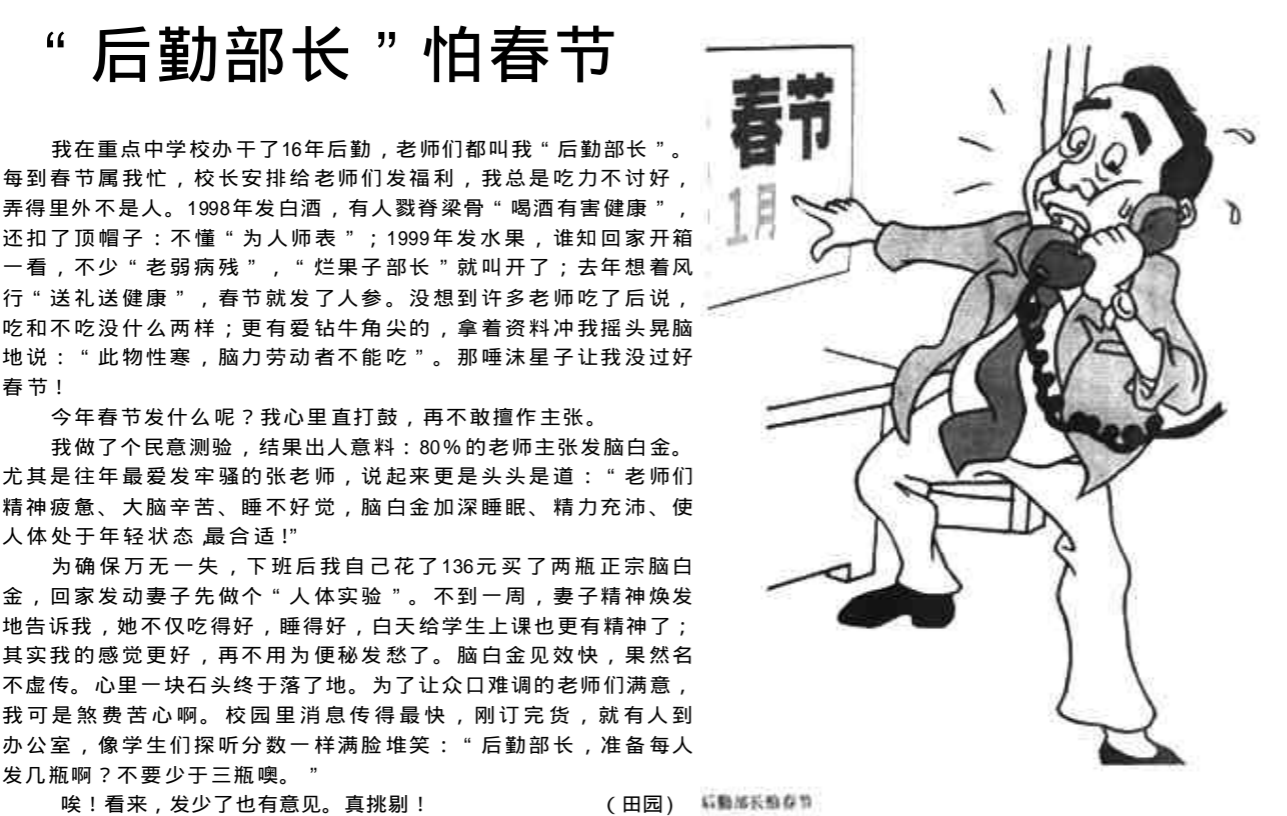 “后勤部长”怕春节
我在重点中学校办干了16年后勤，老师们都叫我“后勤部长”。
每到春节属我忙，校长安排给老师们发福利，我总是吃力不讨好，
弄得里外不是人。1998年发白酒，有人戮脊梁骨“喝酒有害健康”，
还扣了顶帽子：不懂“为人师表”；1999年发水果，谁知回家开箱
一看，不少“老弱病残”，“烂果子部长”就叫开了；去年想着风
行“送礼送健康”，春节就发了人参。没想到许多老师吃了后说，
吃和不吃没什么两样；更有爱钻牛角尖的，拿着资料冲我摇头晃脑
地说：“此物性寒，脑力劳动者不能吃”。那唾沫星子让我没过好
春节！
今年春节发什么呢？我心里直打鼓，再不敢擅作主张。
我做了个民意测验，结果出人意料：80%的老师主张发脑白金。
尤其是往年最爱发牢骚的张老师，说起来更是头头是道：“老师们
精神疲惫、大脑辛苦、睡不好觉，脑白金加深睡眠、精力充沛、使
人体处于年轻状态,最合适！”
为确保万无一失，下班后我自己花了136元买了两瓶正宗脑白
金，回家发动妻子先做个“人体实验”。不到一周，妻子精神焕发
地告诉我，她不仅吃得好，睡得好，白天给学生上课也更有精神了；
其实我的感觉更好，再不用为便秘发愁了。脑白金见效快，果然名
不虚传。心里一块石头终于落了地。为了让众口难调的老师们满意，
我可是煞费苦心啊。校园里消息传得最快，刚订完货，就有人到
办公室，像学生们探听分数一样满脸堆笑：“后勤部长，准备每人
发几瓶啊？不要少于三瓶噢。”
唉！看来，发少了也有意见。真挑剔！
（田园）
春节
1月
后勤部长怕春节